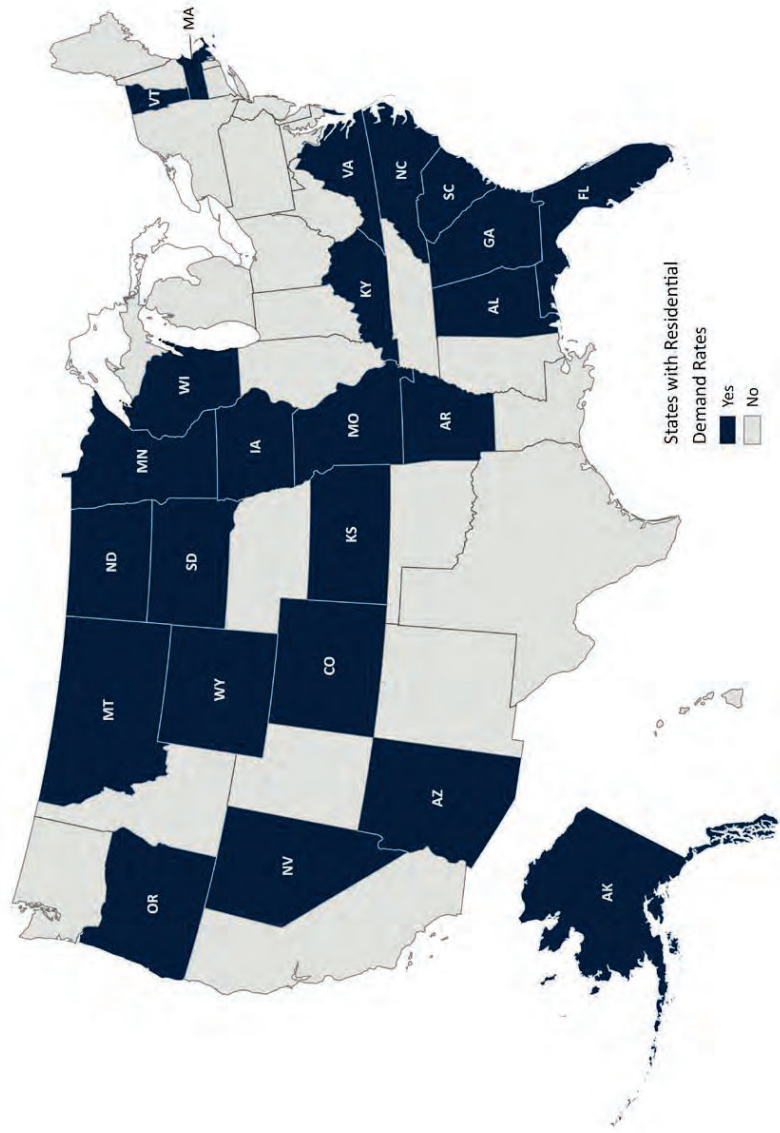 MA
VT
VA
NC
SC
GA
FL
KY
AL
WI
MN
IA
MO
AR
ND
SD
KS
MT
WY
CO
OR
NV
AZ
AK
States with Residential
Demand Rates
Yes
No